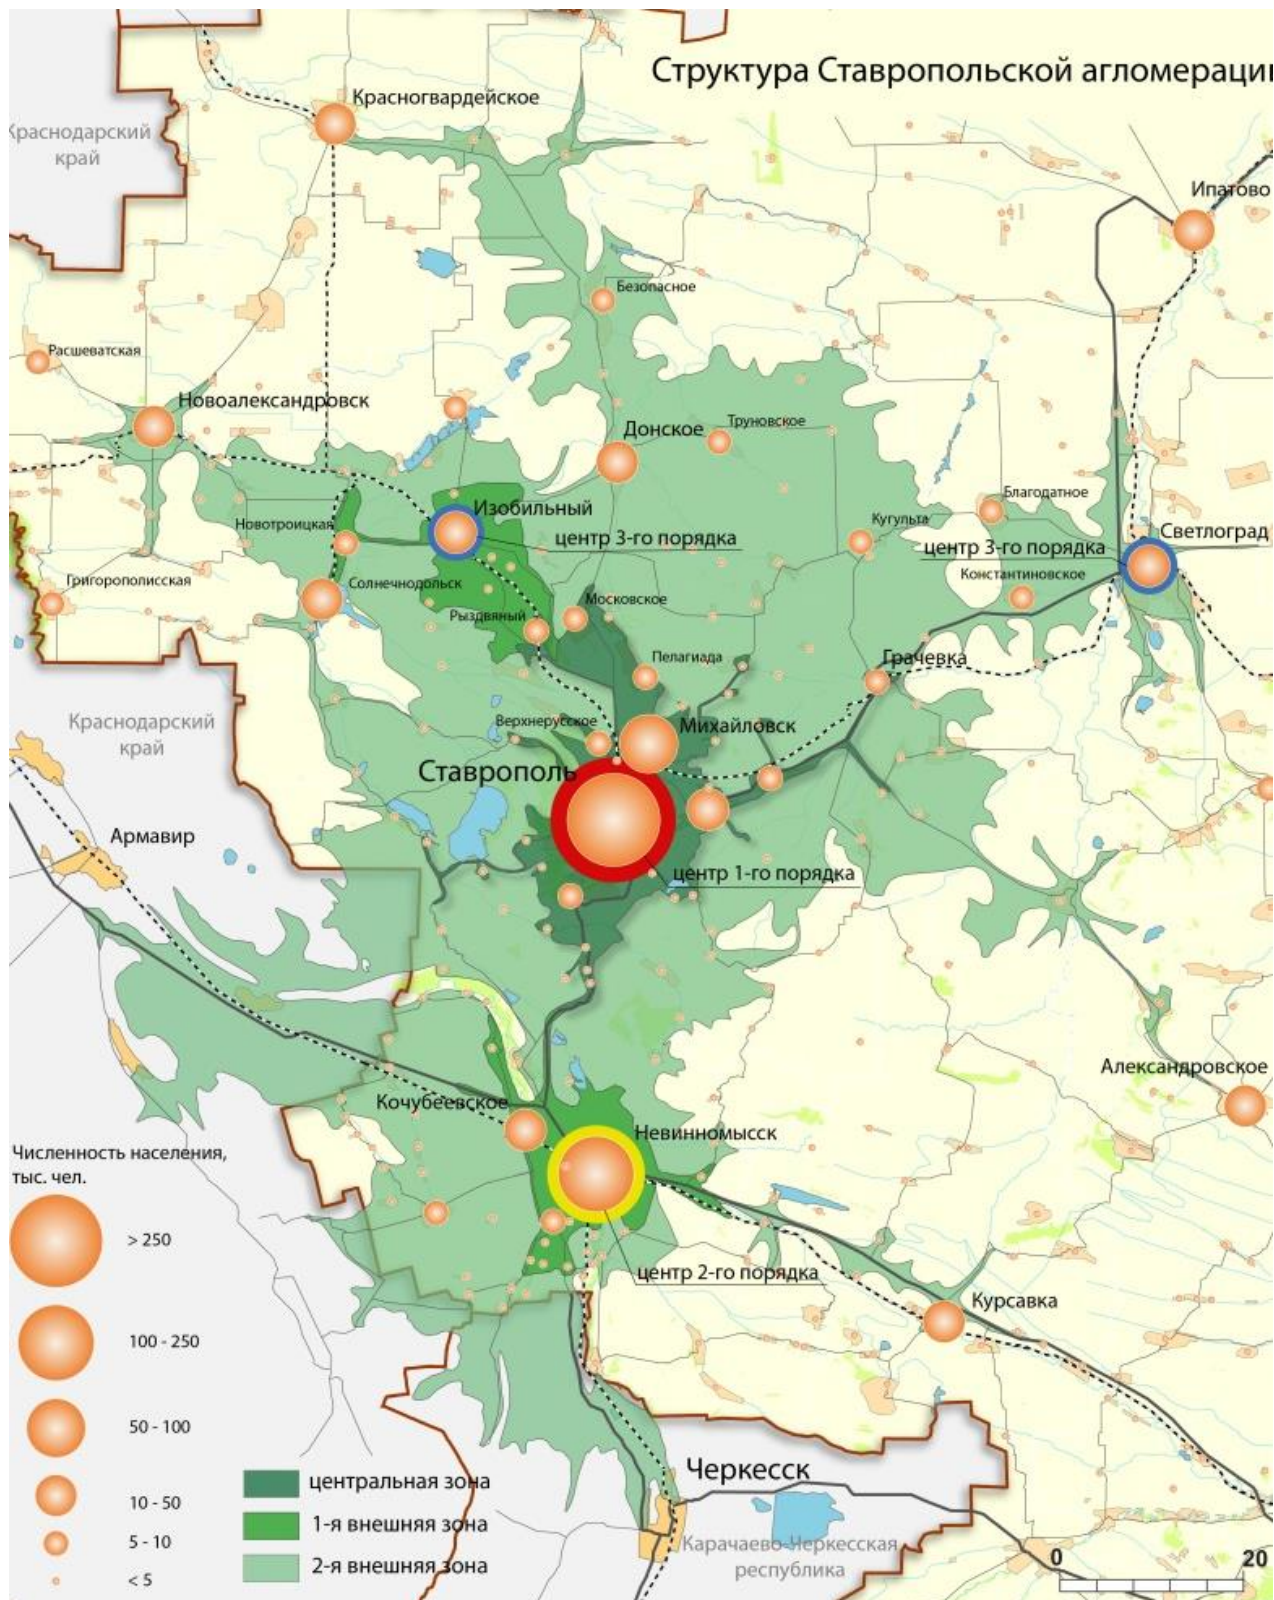 Структура Ставропольской агломераци
Красногвардейское
Краснодарский
край
Ипатово
Безопасное
Расшеватская
Новоалександровск
Донское
Труновское
Изобильный
Благодатное
Новотроицкая
Кугульта
центр 3-го порядка
Светлоград
центр 3-го порядка
Григорополисская
Солнечнодольск
Константиновское
Московское
Рыздвяный
Пелагиада
Грачевка
Краснодарский
край
Верхнерусское
Михайловск
Ставрополь
Армавир
центр 1-го порядка
Александровское
Кочубеевское
Невинномысск
Численность населения,
тыс. чел.
> 250
центр 2-го порядка
Курсавка
100 - 250
50 - 100
10 - 50
5 - 10
< 5
центральная зона
1-я внешняя зона
2-я внешняя зона
Черкесск
Карачаево-Черкесская
республика
0 20